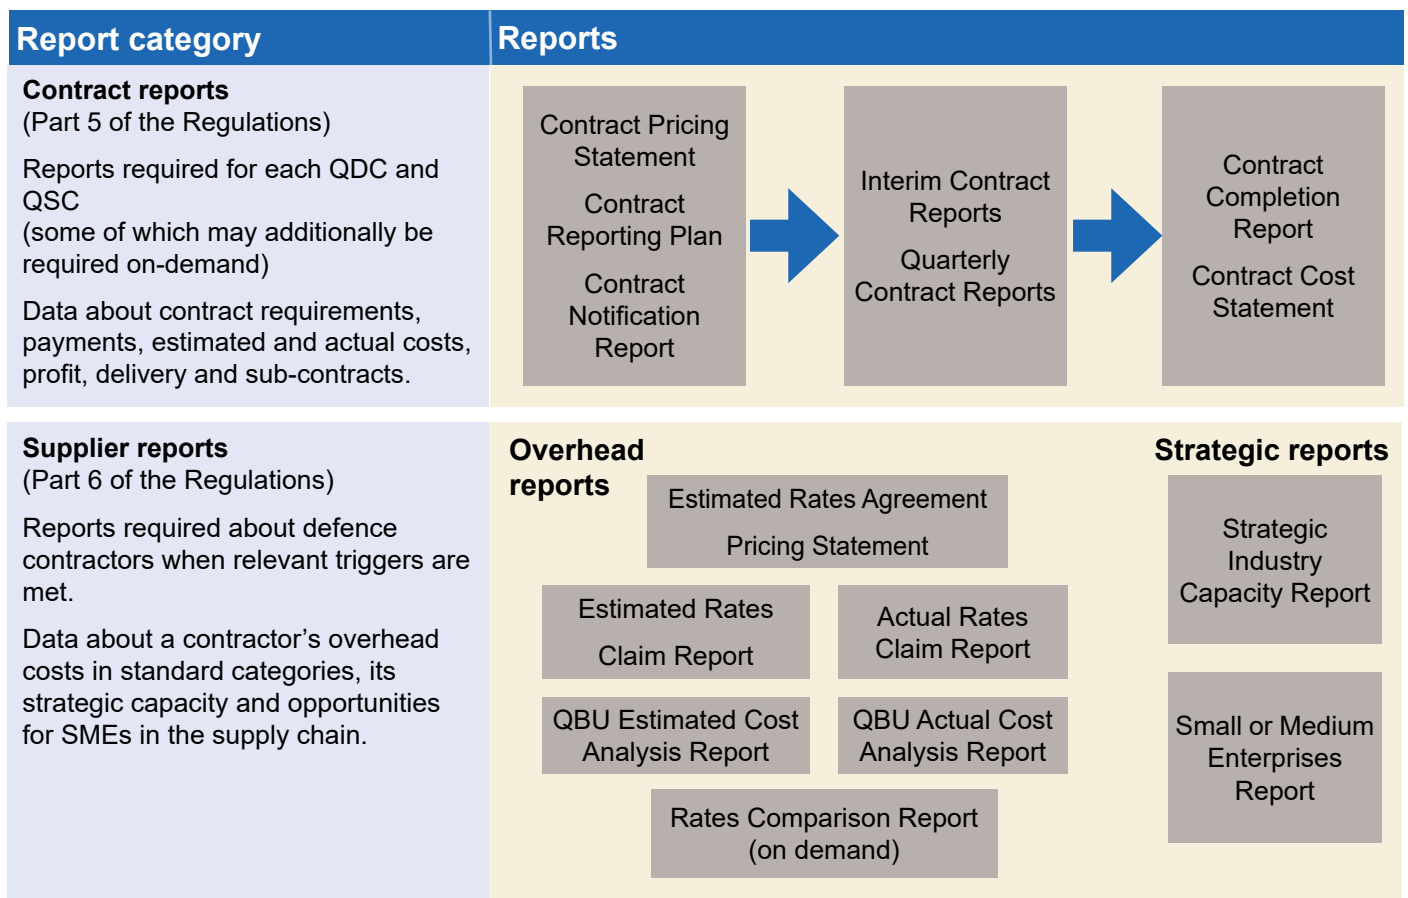 Report category
Reports
Contract reports
(Part 5 of the Regulations)
Reports required for each QDC and
QSC
(some of which may additionally be
required on-demand)
Data about contract requirements,
payments, estimated and actual costs,
profit, delivery and sub-contracts.
Contract Pricing
Statement
Contract
Reporting Plan
Contract
Notification
Report
Interim Contract
Reports
Quarterly
Contract Reports
Contract
Completion
Report
Contract Cost
Statement
Supplier reports
(Part 6 of the Regulations)
Reports required about defence
contractors when relevant triggers are
met.
Data about a contractor’s overhead
costs in standard categories, its
strategic capacity and opportunities
for SMEs in the supply chain.
Overhead
reports
Estimated Rates Agreement
Pricing Statement
Estimated Rates
Claim Report
Actual Rates
Claim Report
QBU Estimated Cost
Analysis Report
QBU Actual Cost
Analysis Report
Rates Comparison Report
(on demand)
Strategic reports
Strategic
Industry
Capacity Report
Small or Medium
Enterprises
Report